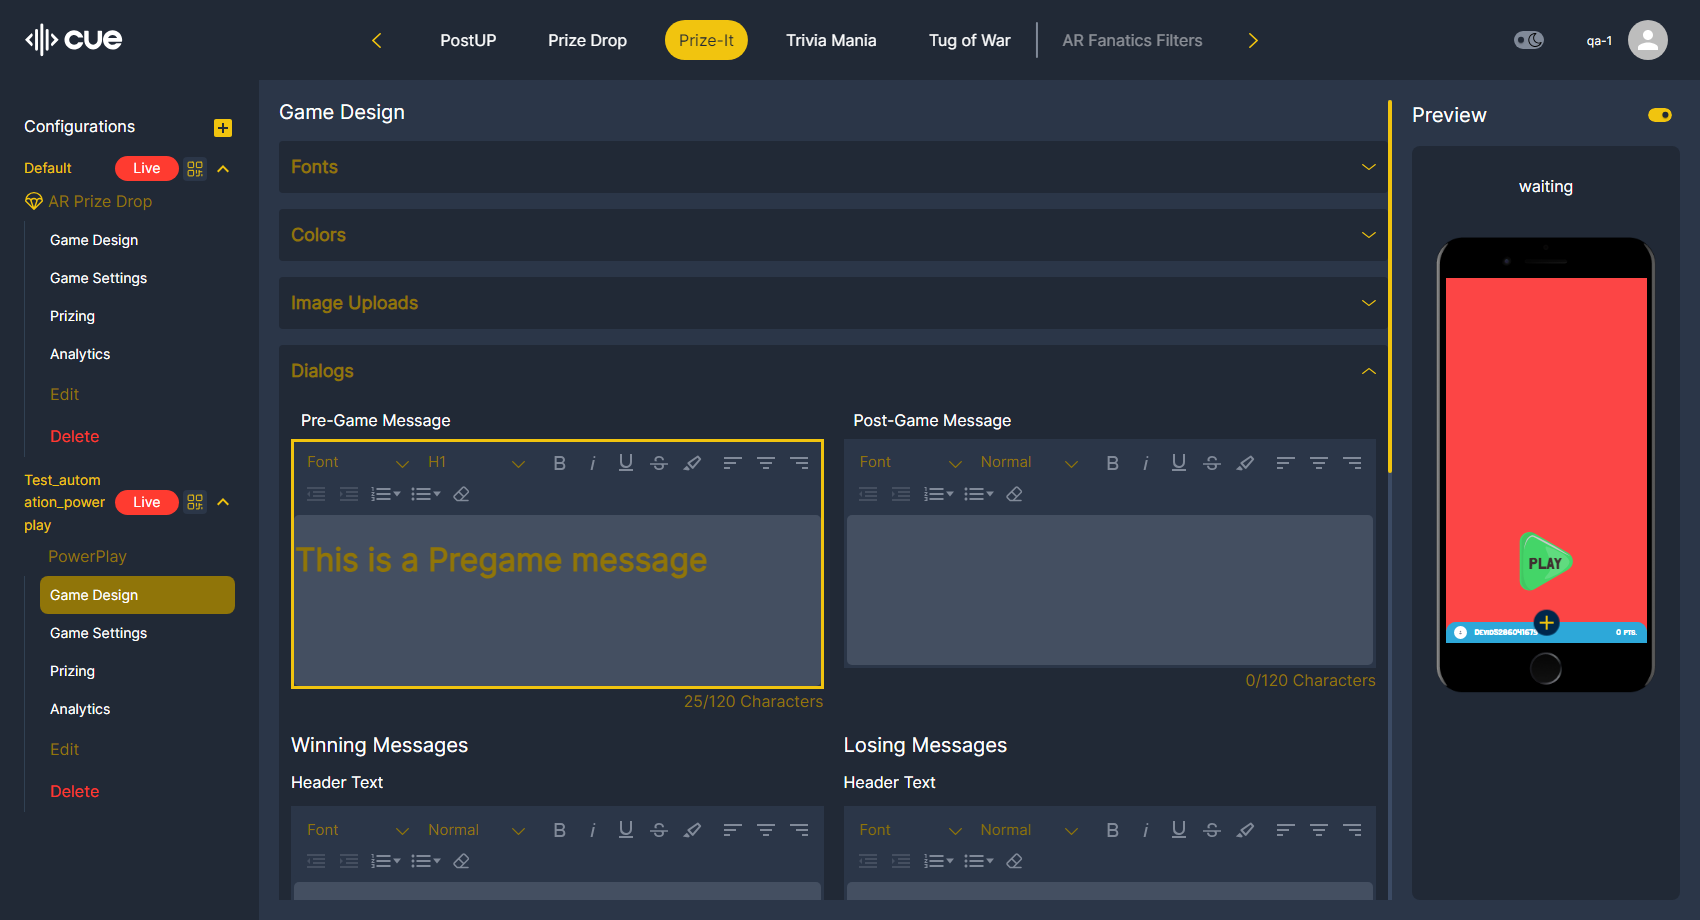 cue
PostUP
Prize Drop
Prize-It
Trivia Mania
Tug of War
AR Fanatics Filters
qa-1
Configurations
Default
Live
AR Prize Drop
Game Design
Game Settings
Prizing
Analytics
Edit
Delete
Test_autom
ation_power
play
Live
PowerPlay
Game Design
Game Settings
Prizing
Analytics
Edit
Delete
Game Design
Fonts
Colors
Image Uploads
Dialogs
Pre-Game Message
Font
H1
This is a Pregame message
25/120 Characters
Post-Game Message
Font
Normal
0/120 Characters
Winning Messages
Header Text
Font
Normal
Losing Messages
Header Text
Font
Normal
Preview
waiting
PLAY
0 PTS.